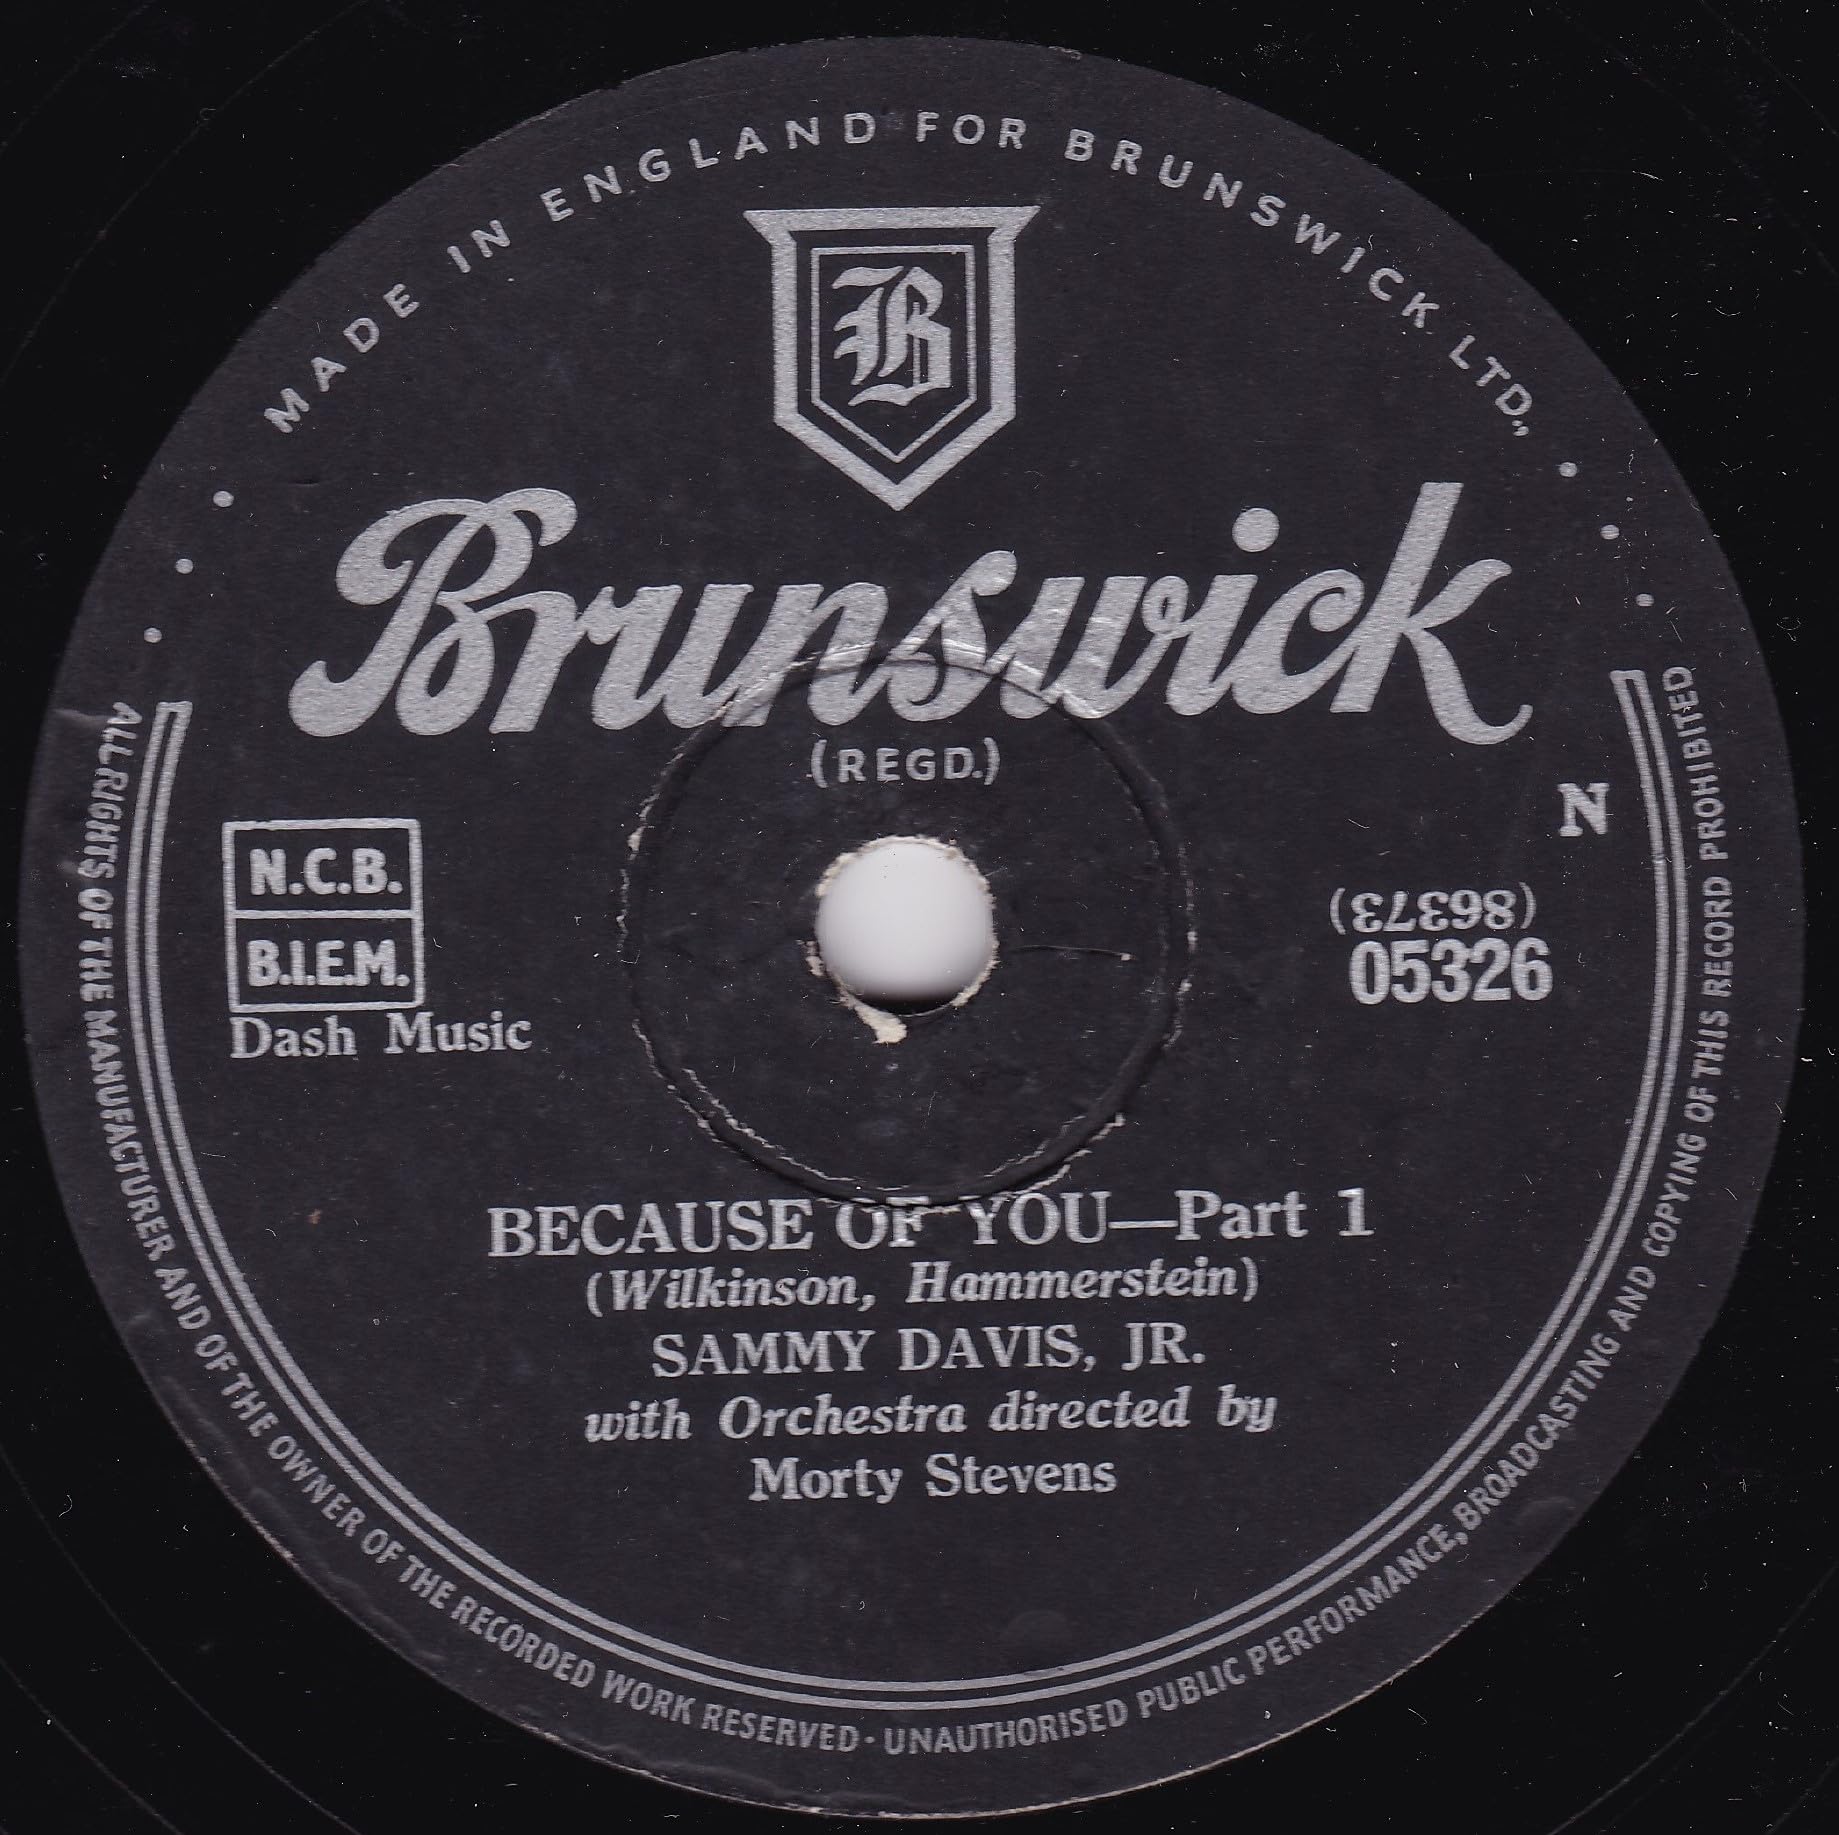 MADE IN ENGLAND FOR BRUNSWICK LTD.,
B
Brunswick
(REGD.)
N
N.C.B.
B.I.E.M.
Dash Music
(86373)
05326
BECAUSE OF YOU—Part 1
(Wilkinson, Hammerstein)
SAMMY DAVIS, JR.
with Orchestra directed by
Morty Stevens
ALL RIGHTS OF THE MANUFACTURER AND OF THE OWNER OF THE RECORDED WORK RESERVED · UNAUTHORISED PUBLIC PERFORMANCE, BROADCASTING AND COPYING OF THIS RECORD PROHIBITED